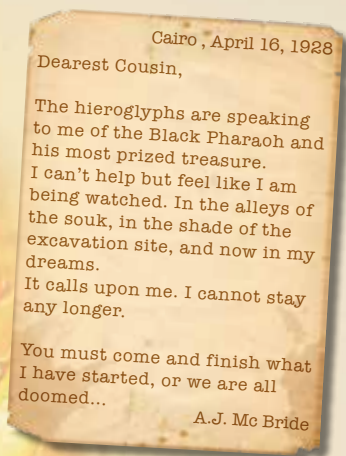 Cairo , April 16, 1928
Dearest Cousin,
The hieroglyphs are speaking
to me of the Black Pharaoh and
his most prized treasure.
I can't help but feel like I am
being watched. In the alleys of
the souk, in the shade of the
excavation site, and now in my
dreams.
It calls upon me. I cannot stay
any longer.
You must come and finish what
I have started, or we are all
doomed...
A.J. Mc Bride